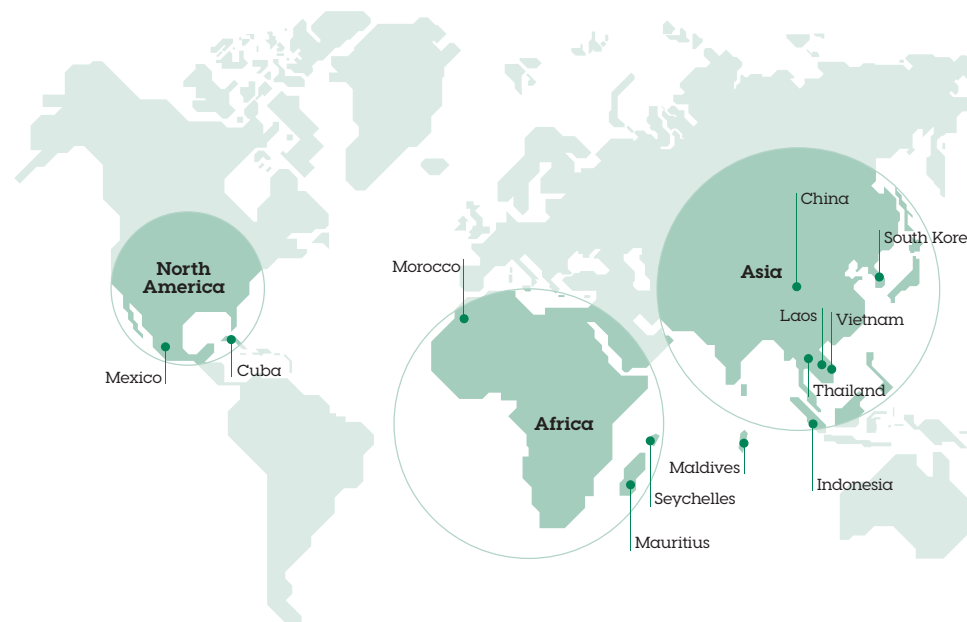 China
South Kore
Morocco
North
America
Asia
Laos
Vietnam
Mexico
Cuba
Thailand
Africa
Maldives
Indonesia
Seychelles
Mauritius